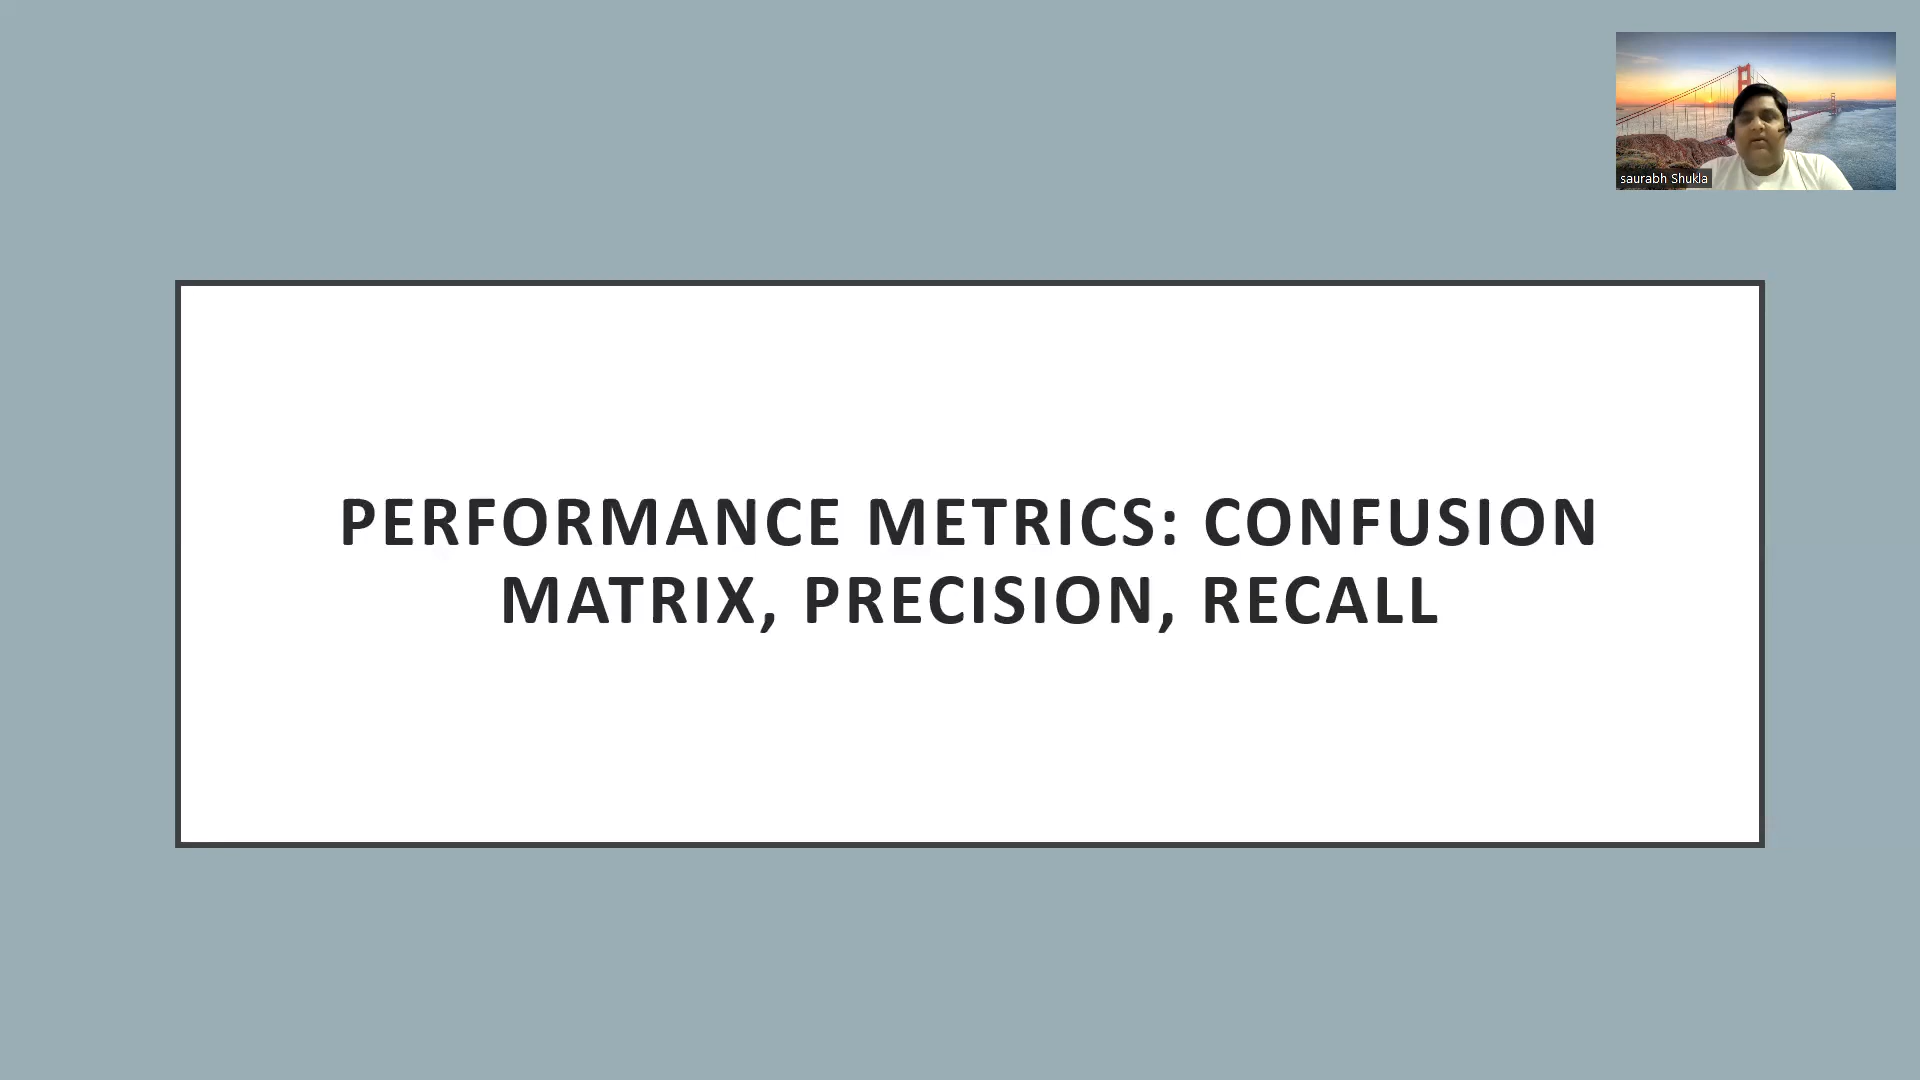 saurabh Shukla
PERFORMANCE METRICS: CONFUSION
MATRIX, PRECISION, RECALL